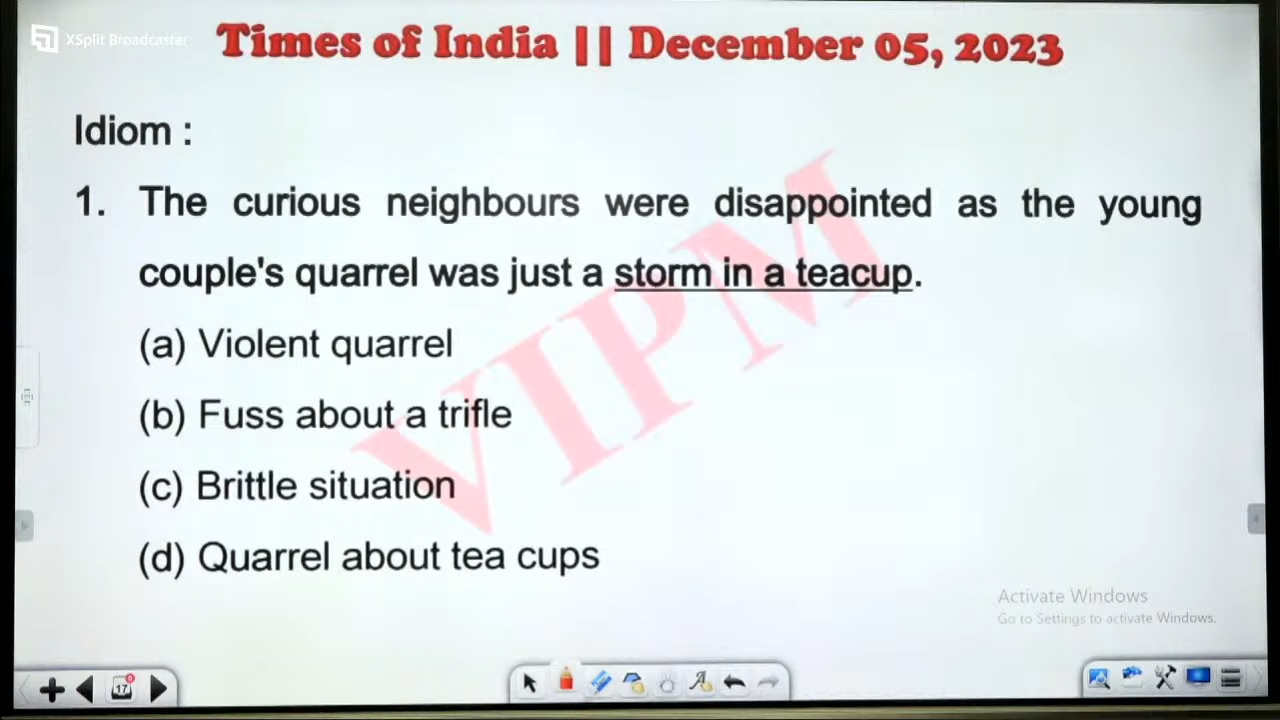 XSplit Broadcaster
Times of India || December 05, 2023
Idiom :
1. The curious neighbours were disappointed as the young
couple's quarrel was just a storm in a teacup.
(a) Violent quarrel
(b) Fuss about a trifle
(c) Brittle situation
(d) Quarrel about tea cups
VIPM
Activate Windows
Go to Settings to activate Windows.
17